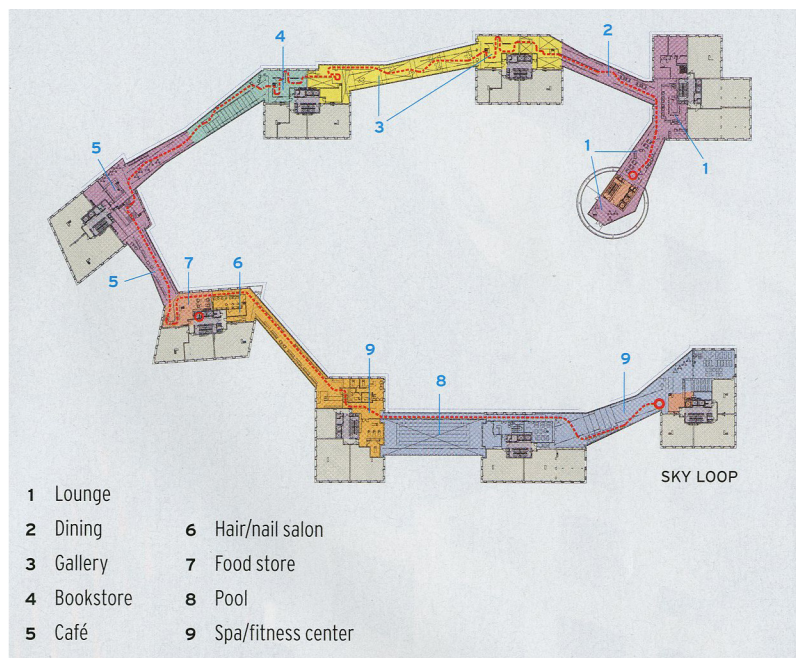 4
2
3
1
1
1
5
5
7
6
9
8
9
SKY LOOP
1 Lounge
2 Dining
3 Gallery
4 Bookstore
5 Café
6 Hair/nail salon
7 Food store
8 Pool
9 Spa/fitness center